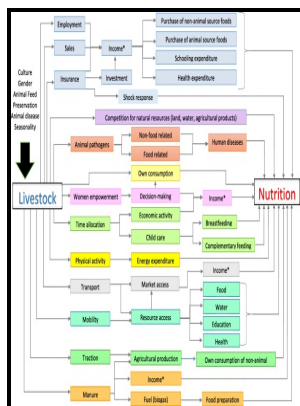 Employment
Purchase of non-animal source foods
Sales
Income*
Purchase of animal source foods
Schooling expenditure
Insurance
Investment
Health expenditure
Shock response
Culture
Gender
Animal Feed
Preservation
Animal disease
Seasonality
Competition for natural resources (land, water, agricultural products)
Animal pathogens
Non-food related
Food related
Human diseases
Own consumption
Livestock
Women empowerment
Decision-making
Income*
Nutrition
Time allocation
Economic activity
Breastfeeding
Child care
Complementary feeding
Physical activity
Energy expenditure
Transport
Market access
Income*
Mobility
Resource access
Food
Water
Education
Health
Traction
Agricultural production
Own consumption of non-animal
Manure
Income*
Fuel (biogas)
Food preparation